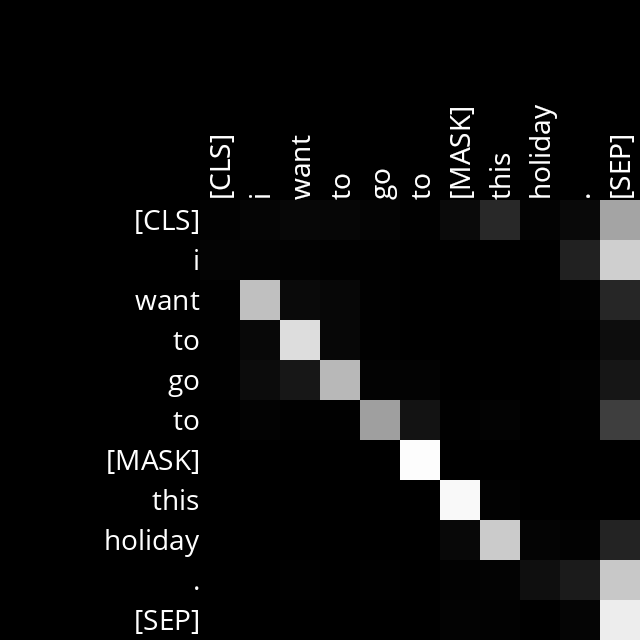 [CLS] i want to go to [MASK] this holiday . [SEP]
[CLS]
i
want
to
go
to
[MASK]
this
holiday
.
[SEP]